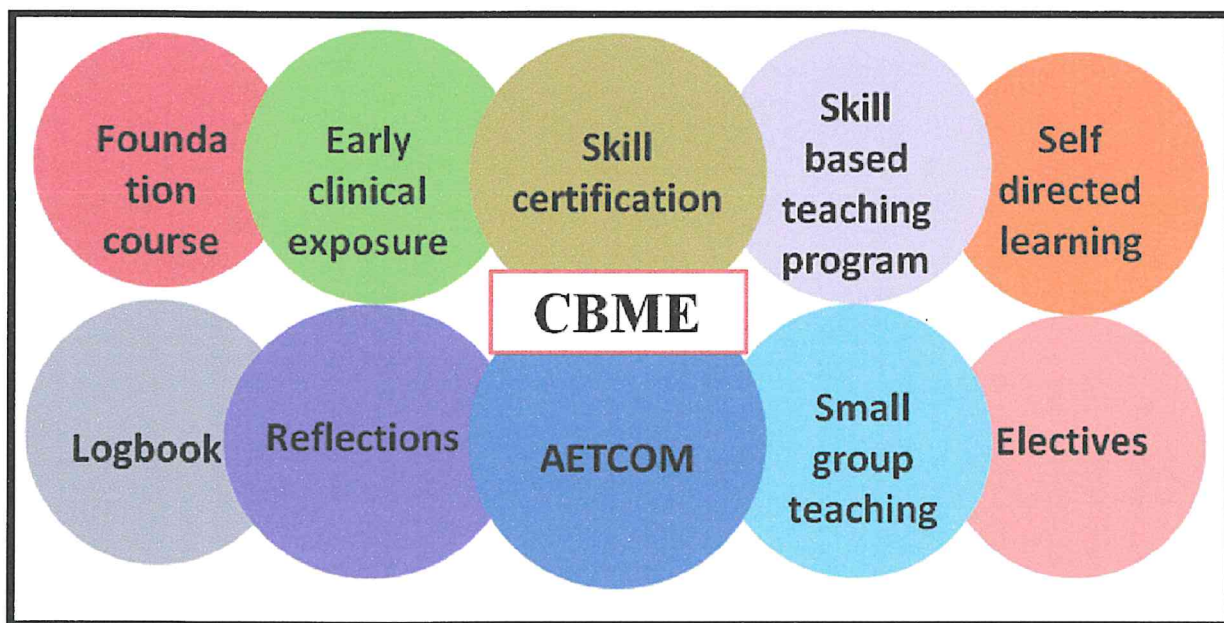 Founda
tion
course
Early
clinical
exposure
Skill
certification
Skill
based
teaching
program
Self
directed
learning
CBME
Logbook
Reflections
AETCOM
Small
group
teaching
Electives